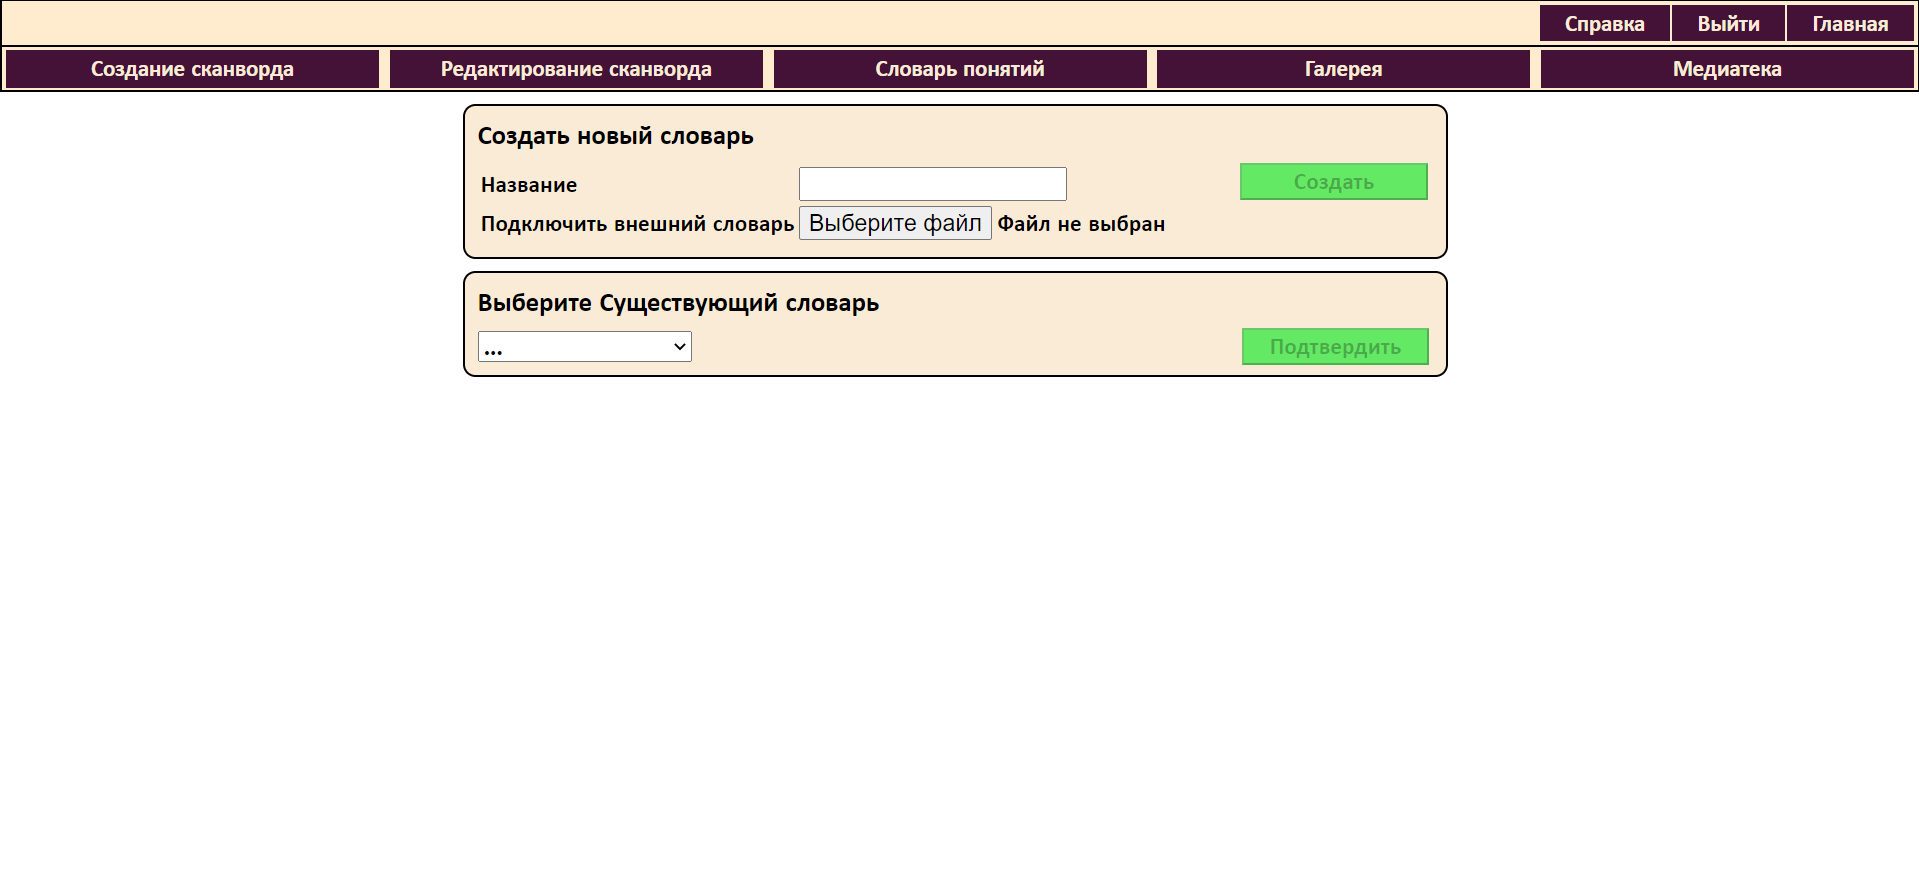 Справка Выйти Главная
Создание сканворда Редактирование сканворда Словарь понятий Галерея Медиатека
Создать новый словарь
Название Создать
Подключить внешний словарь Выберите файл Файл не выбран
Выберите Существующий словарь
... Подтвердить